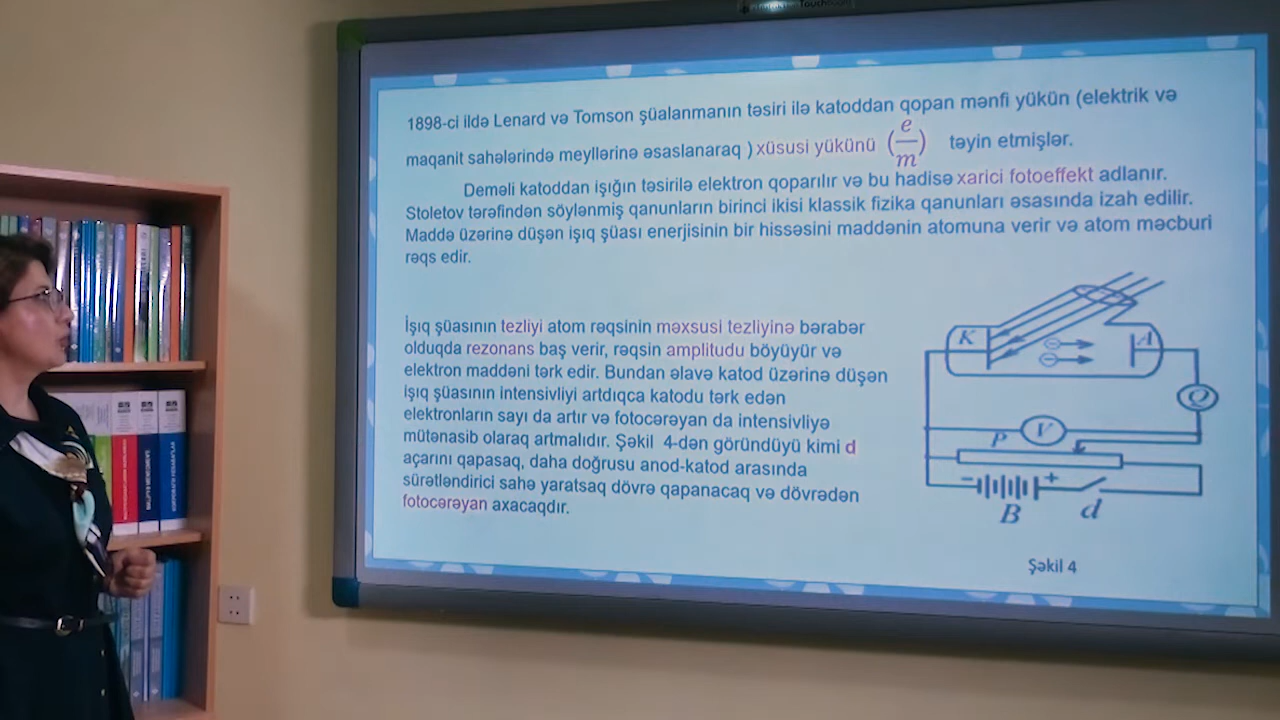 1898-ci ildə Lenard və Tomson şüalanmanın təsiri ilə katoddan qopan mənfi yükün (elektrik və
maqanit sahələrində meyllərinə əsaslanaraq ) xüsusi yükünü (e/m) təyin etmişlər.
Deməli katoddan işığın təsirilə elektron qoparılır və bu hadisə xarici fotoeffekt adlanır.
Stoletov tərəfindən söylənmiş qanunların birinci ikisi klassik fizika qanunları əsasında izah edilir.
Maddə üzərinə düşən işıq şüası enerjisinin bir hissəsini maddənin atomuna verir və atom məcburi
rəqs edir.
İşıq şüasının tezliyi atom rəqsinin məxsusi tezliyinə bərabər
olduqda rezonans baş verir, rəqsin amplitudu böyüyür və
elektron maddəni tərk edir. Bundan əlavə katod üzərinə düşən
işıq şüasının intensivliyi artdıqca katodu tərk edən
elektronların sayı da artır və fotocərəyan da intensivliyə
mütənasib olaraq artmalıdır. Şəkil 4-dən göründüyü kimi d
açarını qapasaq, daha doğrusu anod-katod arasında
sürətləndirici sahə yaratsaq dövrə qapanacaq və dövrədən
fotocərəyan axacaqdır.
K
A
Q
P
V
− +
B
d
Şəkil 4